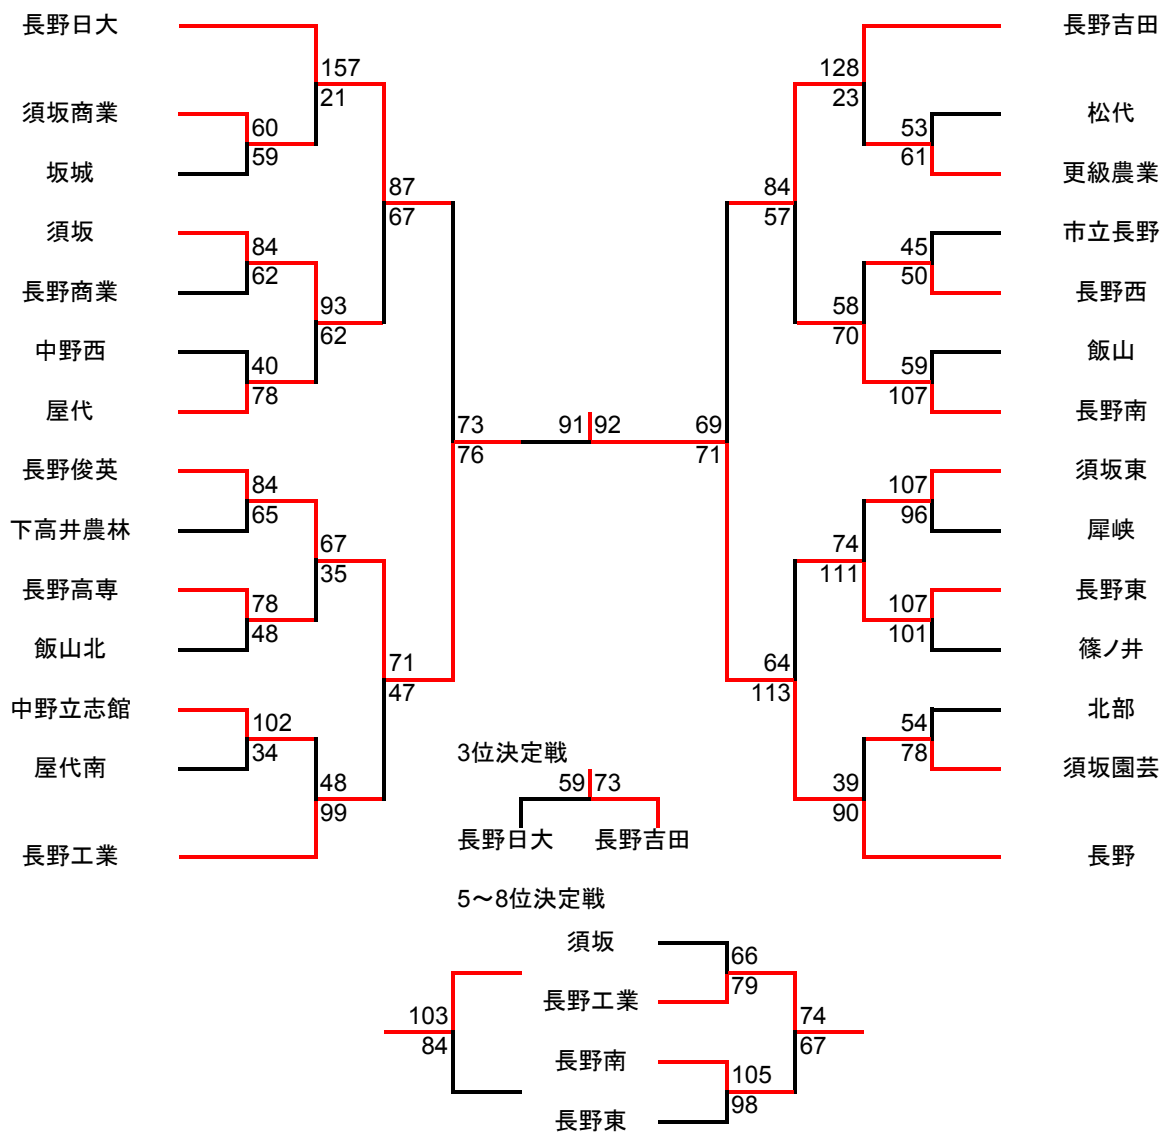 長野日大
長野吉田
157
128
21
23
須坂商業
松代
60
53
59
61
坂城
更級農業
87
84
67
57
須坂
市立長野
84
45
62
50
長野商業
長野西
93
58
62
70
中野西
飯山
40
59
78
107
屋代
長野南
73
91
92
69
76
71
長野俊英
須坂東
84
107
65
96
下高井農林
犀峡
67
74
35
111
長野高専
長野東
78
107
48
101
飯山北
篠ノ井
71
64
47
113
中野立志館
北部
102
54
34
78
屋代南
須坂園芸
48
39
99
90
長野工業
長野
3位決定戦
59
73
長野日大
長野吉田
5～8位決定戦
須坂
66
79
長野工業
103
74
84
67
長野南
105
98
長野東